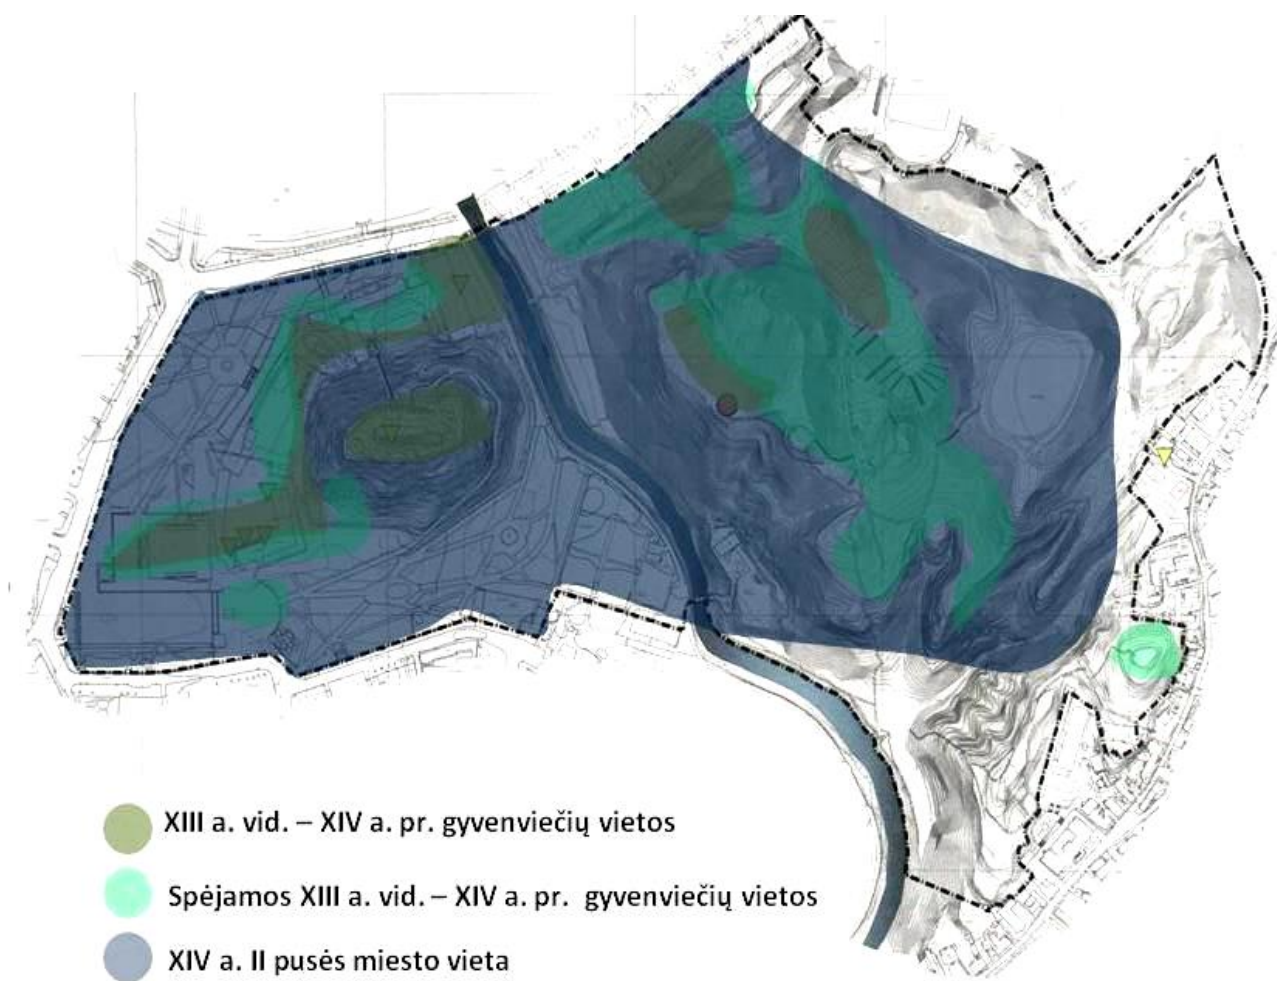 XIII a. vid. – XIV a. pr. gyvenviečių vietos
Spėjamos XIII a. vid. – XIV a. pr. gyvenviečių vietos
XIV a. II pusės miesto vieta